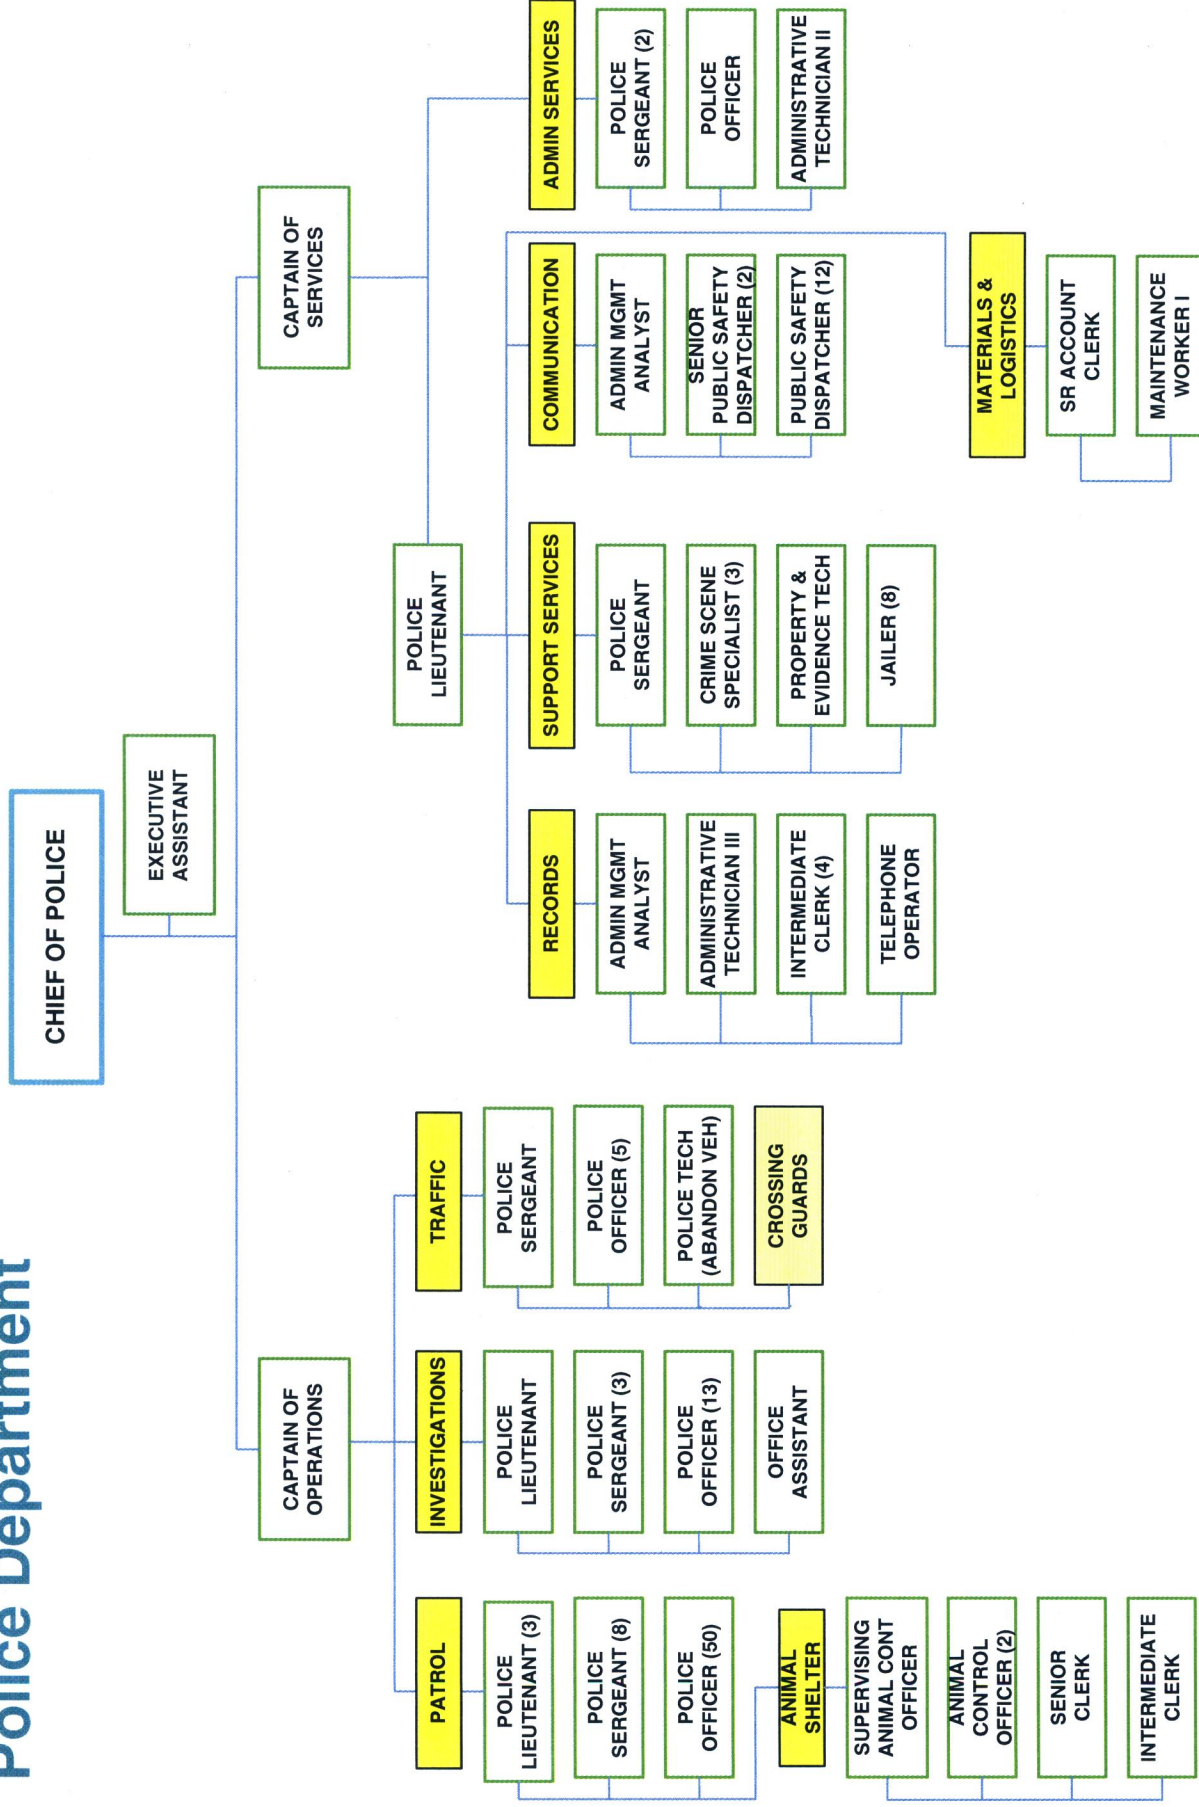 Police Department
CHIEF OF POLICE
EXECUTIVE
ASSISTANT
CAPTAIN OF
OPERATIONS
CAPTAIN OF
SERVICES
PATROL
POLICE
LIEUTENANT (3)
POLICE
SERGEANT (8)
POLICE
OFFICER (50)
ANIMAL
SHELTER
SUPERVISING
ANIMAL CONT
OFFICER
ANIMAL
CONTROL
OFFICER (2)
SENIOR
CLERK
INTERMEDIATE
CLERK
INVESTIGATIONS
POLICE
LIEUTENANT
POLICE
SERGEANT (3)
POLICE
OFFICER (13)
OFFICE
ASSISTANT
TRAFFIC
POLICE
SERGEANT
POLICE
OFFICER (5)
POLICE TECH
(ABANDON VEH)
CROSSING
GUARDS
POLICE
LIEUTENANT
RECORDS
ADMIN MGMT
ANALYST
ADMINISTRATIVE
TECHNICIAN III
INTERMEDIATE
CLERK (4)
TELEPHONE
OPERATOR
SUPPORT SERVICES
POLICE
SERGEANT
CRIME SCENE
SPECIALIST (3)
PROPERTY &
EVIDENCE TECH
JAILER (8)
COMMUNICATION
ADMIN MGMT
ANALYST
SENIOR
PUBLIC SAFETY
DISPATCHER (2)
PUBLIC SAFETY
DISPATCHER (12)
MATERIALS &
LOGISTICS
SR ACCOUNT
CLERK
MAINTENANCE
WORKER I
ADMIN SERVICES
POLICE
SERGEANT (2)
POLICE
OFFICER
ADMINISTRATIVE
TECHNICIAN II